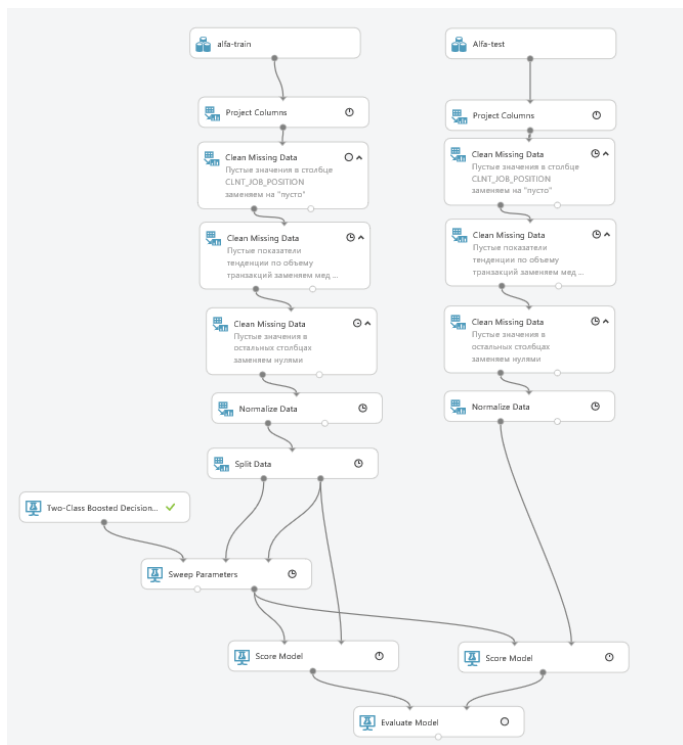 alfa-train
Alfa-test
Project Columns
Project Columns
Clean Missing Data
Пустые значения в столбце
CLNT_JOB_POSITION
заменяем на "пусто"
Clean Missing Data
Пустые значения в столбце
CLNT_JOB_POSITION
заменяем на "пусто"
Clean Missing Data
Пустые показатели
тенденции по объему
транзакций заменяем мед ...
Clean Missing Data
Пустые показатели
тенденции по объему
транзакций заменяем мед ...
Clean Missing Data
Пустые значения в
остальных столбцах
заменяем нулями
Clean Missing Data
Пустые значения в
остальных столбцах
заменяем нулями
Normalize Data
Normalize Data
Split Data
Two-Class Boosted Decision...
Sweep Parameters
Score Model
Score Model
Evaluate Model